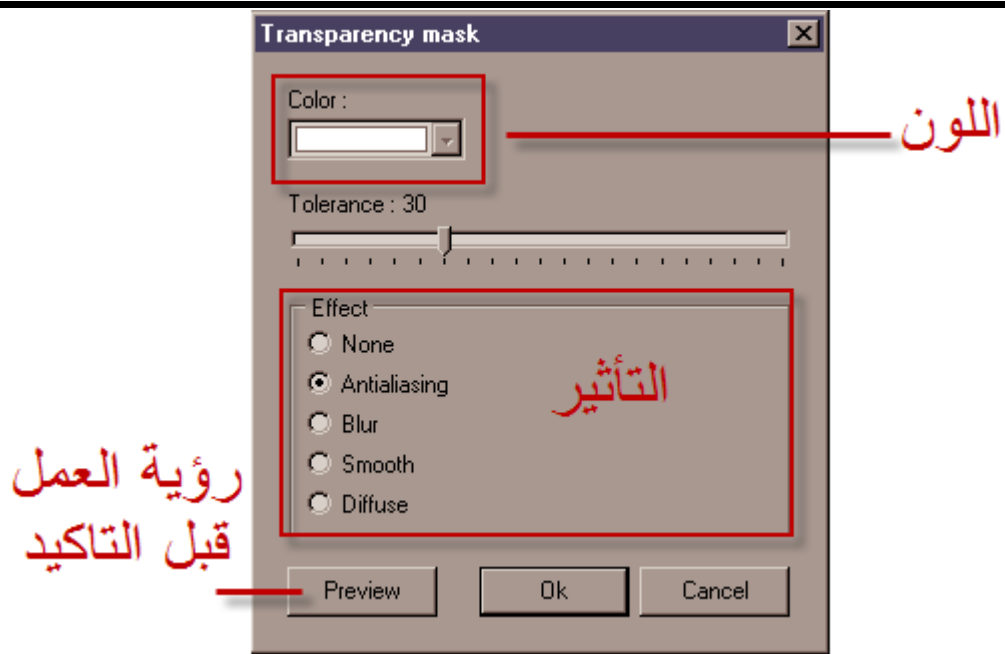 Transparency mask
Color :
اللون
Tolerance : 30
Effect
None
Antialiasing
التأثير
Blur
Smooth
Diffuse
رؤية العمل
قبل التاكيد
Preview
Ok
Cancel